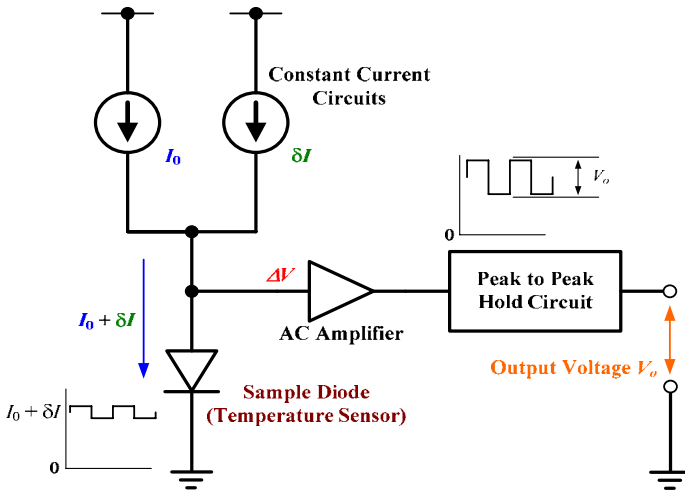 Constant Current
Circuits
I₀
δI
Vₒ
0
ΔV
Peak to Peak
Hold Circuit
I₀ + δI
AC Amplifier
Output Voltage Vₒ
Sample Diode
(Temperature Sensor)
I₀ + δI
0